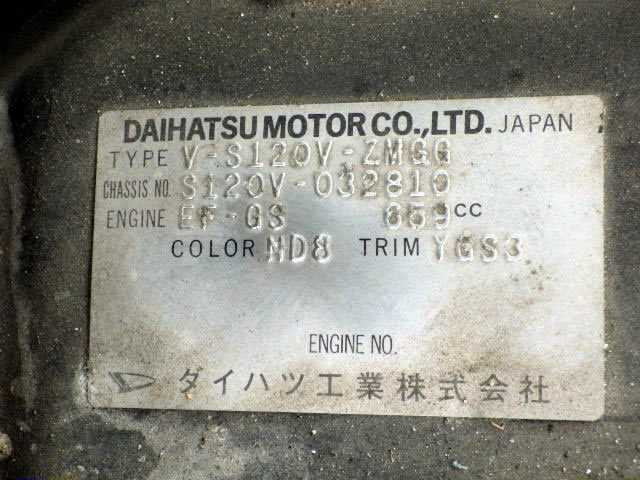 DAIHATSU MOTOR CO.,LTD. JAPAN
TYPE V-S120V-ZMGG
CHASSIS NO. S120V-032810
ENGINE EF-GS 659CC
COLOR ND8 TRIM YGS3
ENGINE NO.
ダイハツ工業株式会社